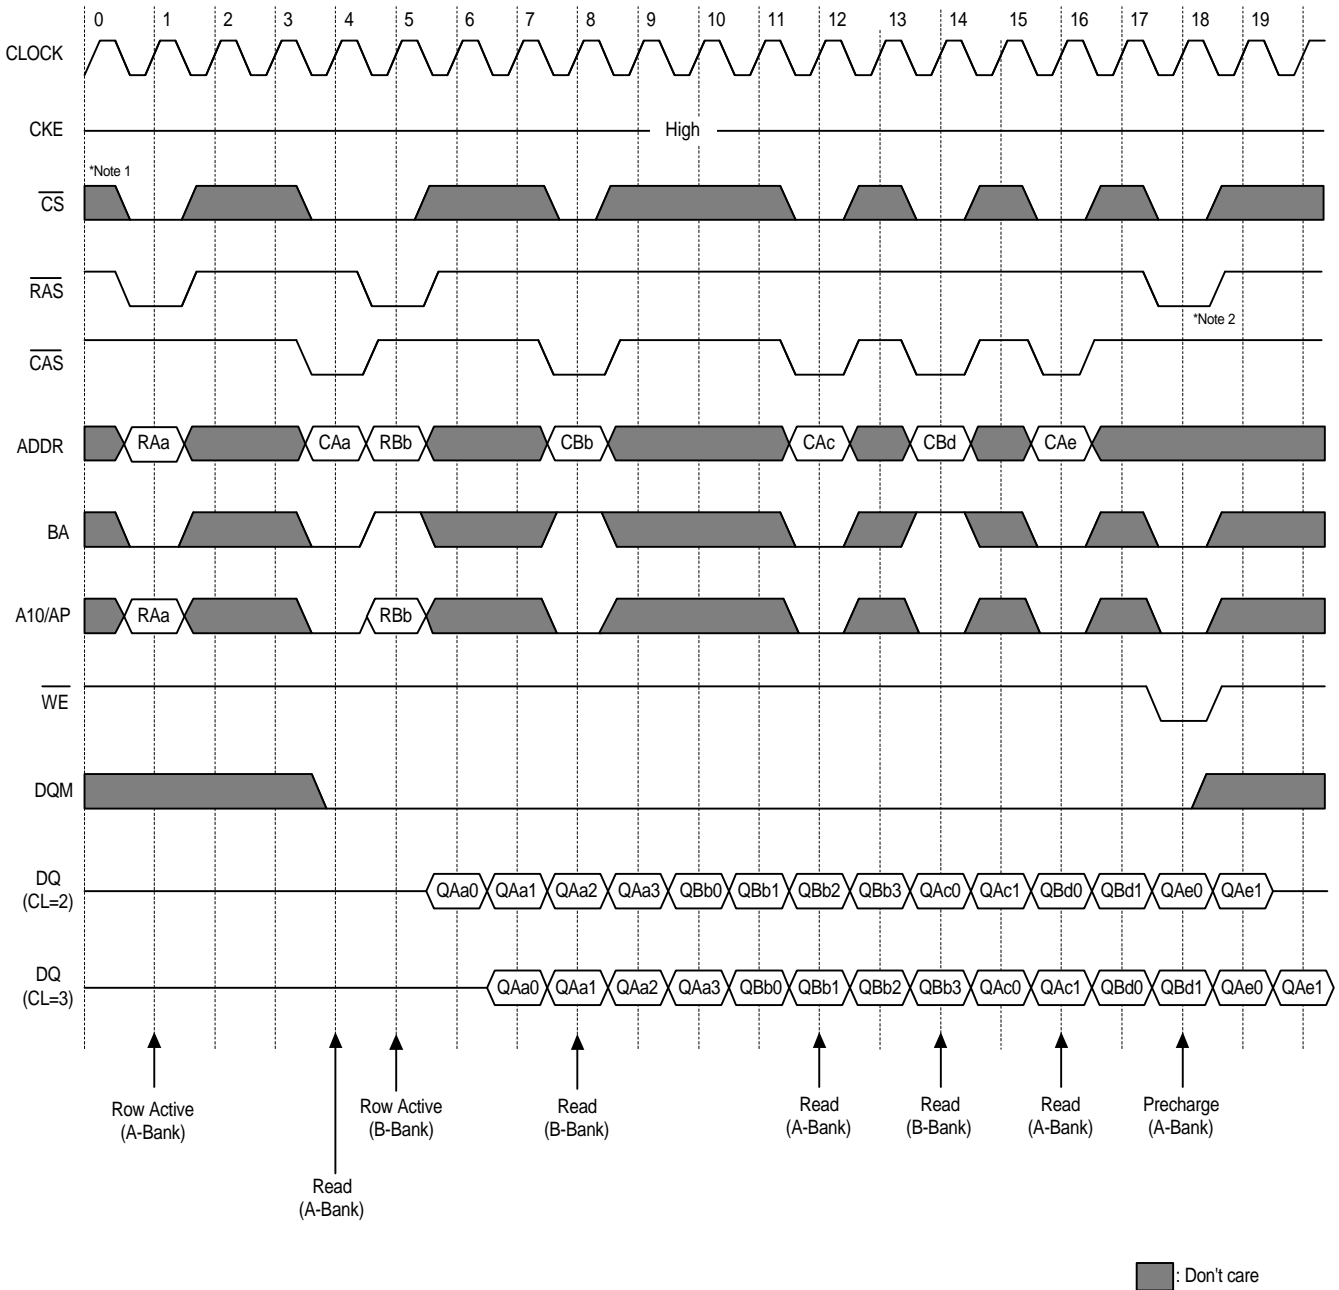 0 1 2 3 4 5 6 7 8 9 10 11 12 13 14 15 16 17 18 19
CLOCK
CKE High
*Note 1
CS
RAS
*Note 2
CAS
ADDR RAa CAa RBb CBb CAc CBd CAe
BA
A10/AP RAa RBb
WE
DQM
DQ
(CL=2) QAa0 QAa1 QAa2 QAa3 QBb0 QBb1 QBb2 QBb3 QAc0 QAc1 QBd0 QBd1 QAe0 QAe1
DQ
(CL=3) QAa0 QAa1 QAa2 QAa3 QBb0 QBb1 QBb2 QBb3 QAc0 QAc1 QBd0 QBd1 QAe0 QAe1
Row Active
(A-Bank)
Row Active
(B-Bank)
Read
(B-Bank)
Read
(A-Bank)
Read
(B-Bank)
Read
(A-Bank)
Precharge
(A-Bank)
Read
(A-Bank)
: Don't care